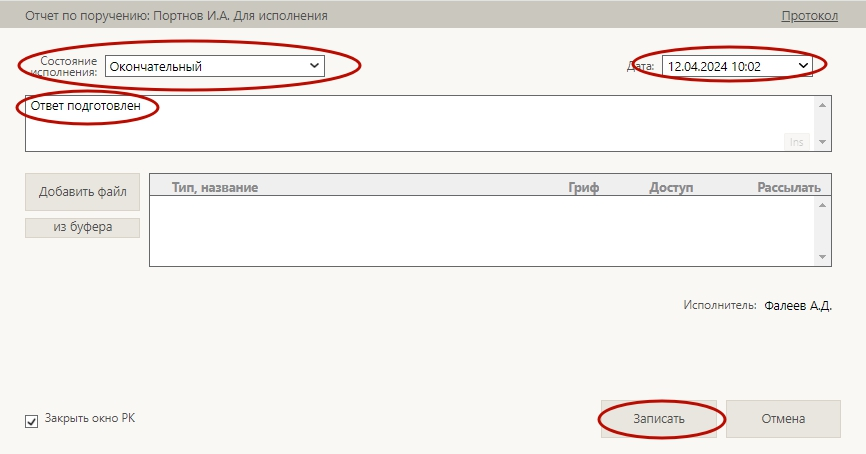 Отчет по поручению: Портнов И.А. Для исполнения Протокол
Состояние исполнения: Окончательный Дата: 12.04.2024 10:02
Ответ подготовлен
Ins
Добавить файл
из буфера
Тип, название Гриф Доступ Рассылать
Исполнитель: Фалеев А.Д.
Закрыть окно РК
Записать Отмена